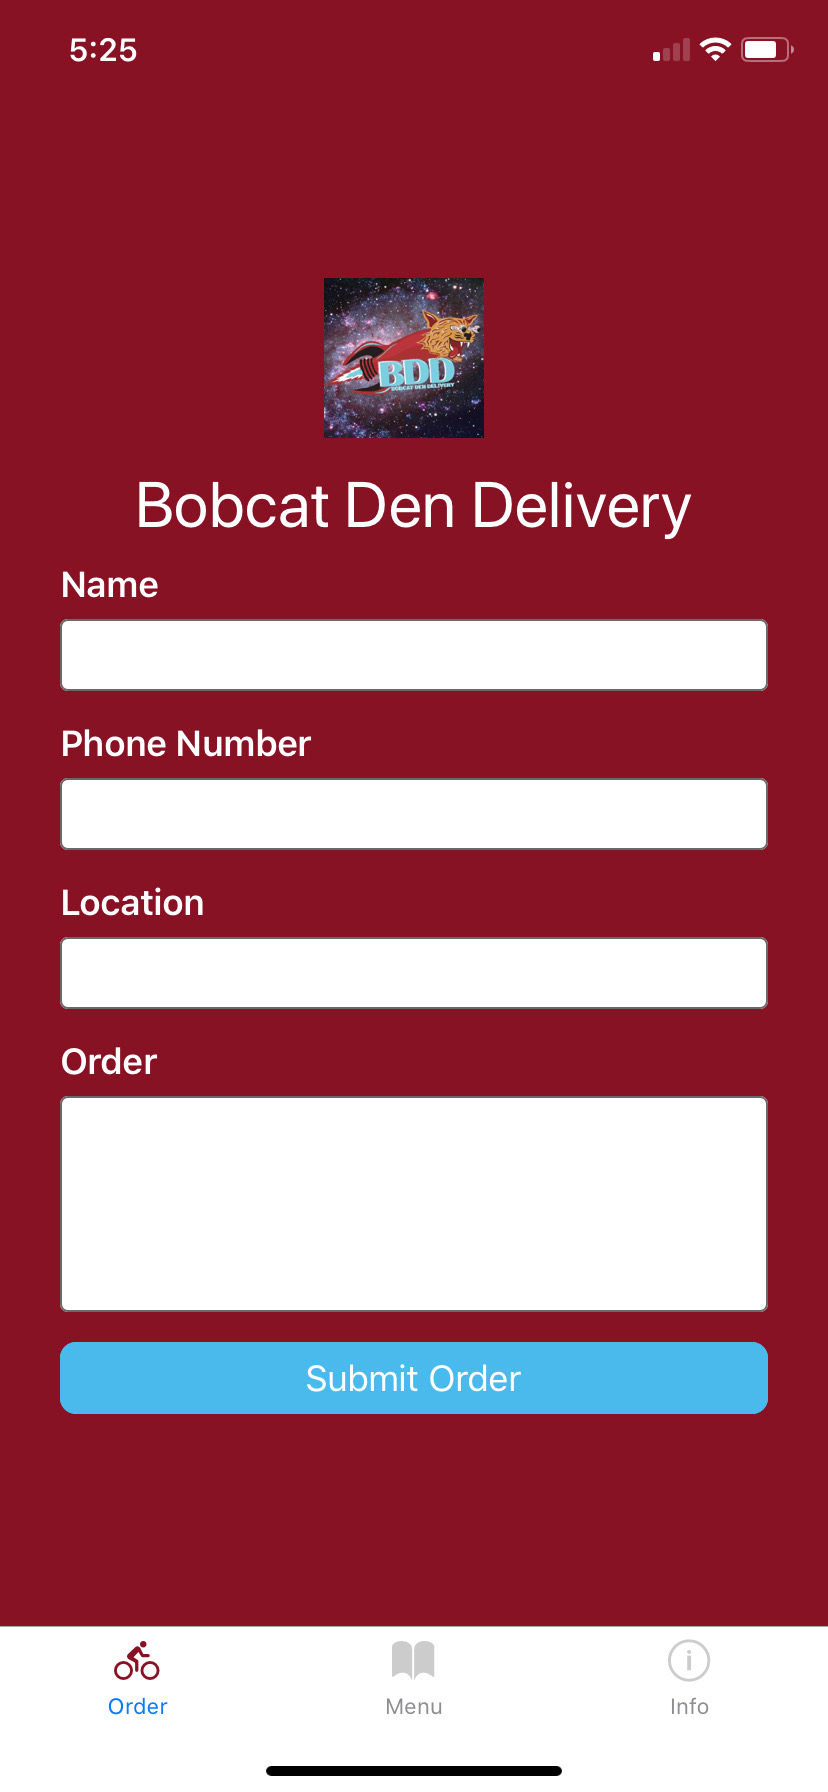 5:25
BDD
BOBCAT DEN DELIVERY
Bobcat Den Delivery
Name
Phone Number
Location
Order
Submit Order
Order
Menu
Info